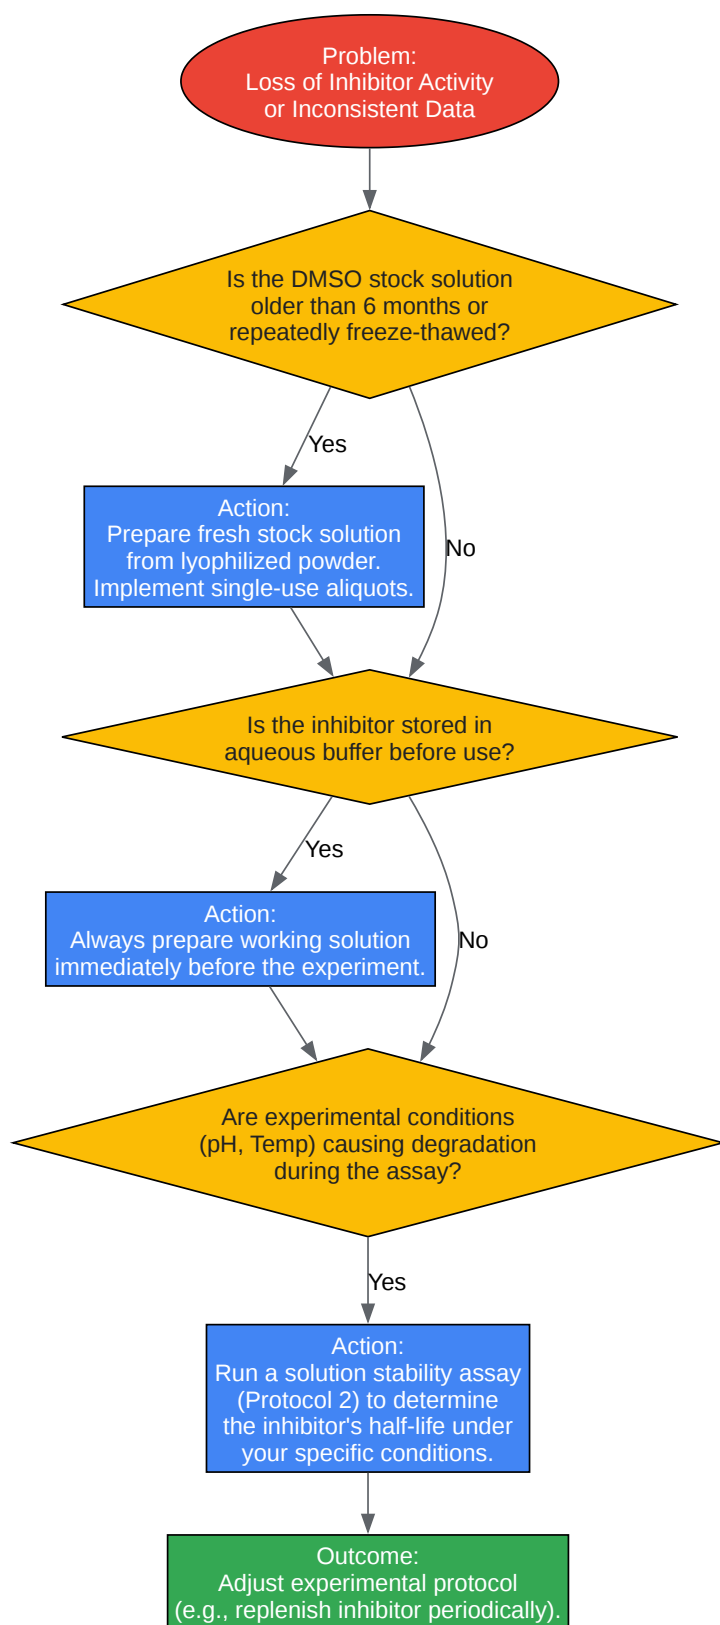 Problem:
Loss of Inhibitor Activity
or Inconsistent Data
Is the DMSO stock solution
older than 6 months or
repeatedly freeze-thawed?
Yes
Action:
Prepare fresh stock solution
from lyophilized powder.
Implement single-use aliquots.
No
Is the inhibitor stored in
aqueous buffer before use?
Yes
Action:
Always prepare working solution
immediately before the experiment.
No
Are experimental conditions
(pH, Temp) causing degradation
during the assay?
Yes
Action:
Run a solution stability assay
(Protocol 2) to determine
the inhibitor's half-life under
your specific conditions.
Outcome:
Adjust experimental protocol
(e.g., replenish inhibitor periodically).